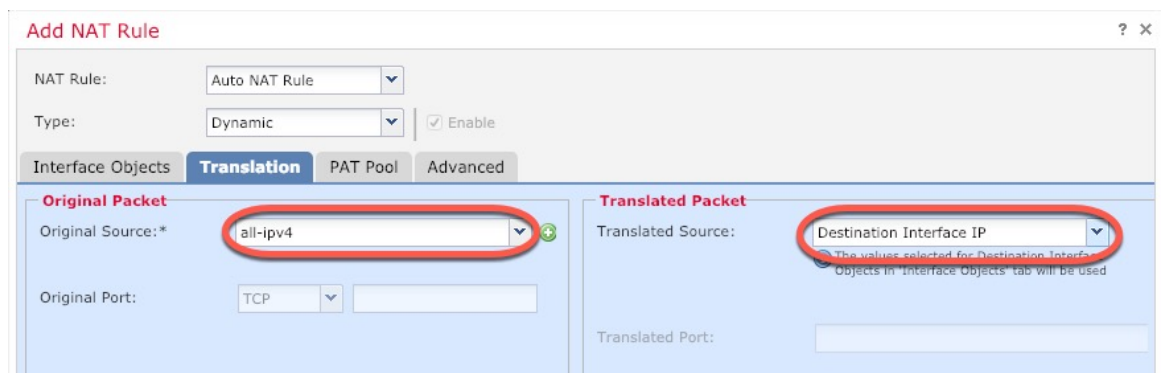 Add NAT Rule ? ×
NAT Rule: Auto NAT Rule
Type: Dynamic Enable
Interface Objects Translation PAT Pool Advanced
Original Packet Translated Packet
Original Source:* all-ipv4 Translated Source: Destination Interface IP
The values selected for Destination Interface
Objects in 'Interface Objects' tab will be used
Original Port: TCP
Translated Port: